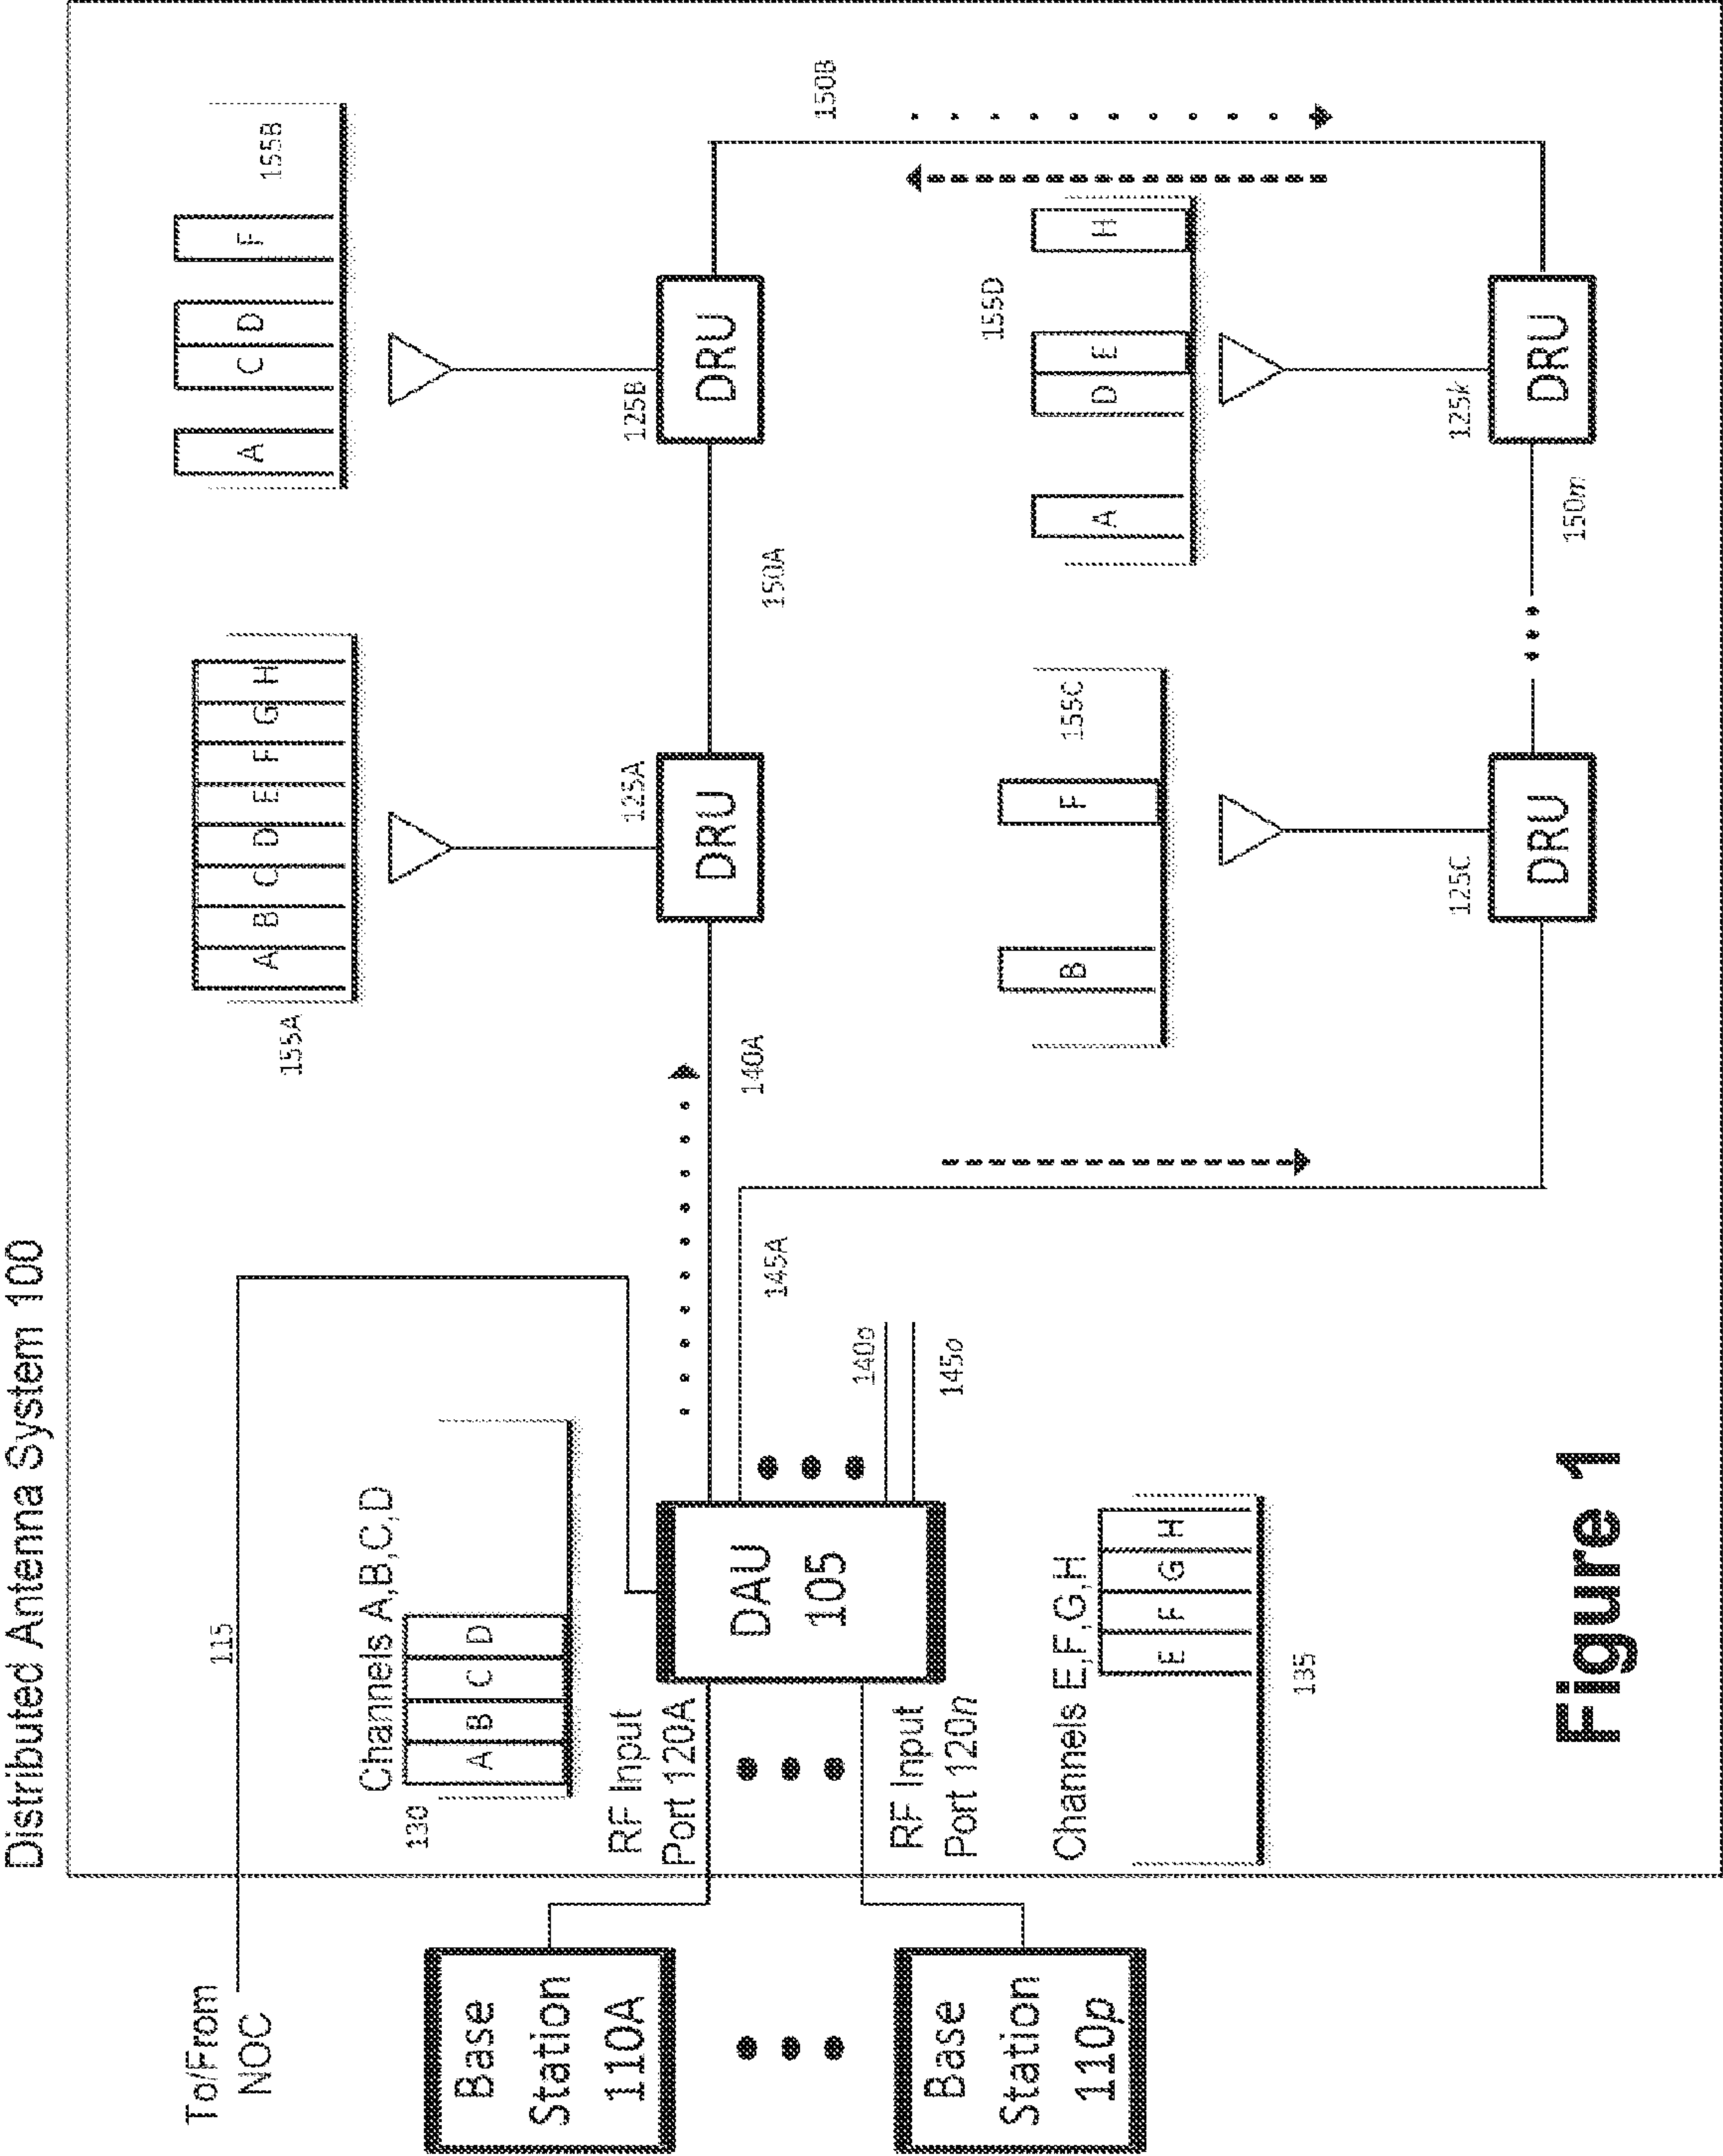 Distributed Antenna System 100
To/From
NOC
115
Channels A,B,C,D
130
A B C D
RF Input
Port 120A
Base
Station
110A
DAU
105
RF Input
Port 120n
Base
Station
110p
Channels E,F,G,H
E F G H
135
140A
145A
140o
145o
155A
A B C D E F G H
125A
DRU
150A
155B
A C D F
125B
DRU
150B
155C
B F
125C
DRU
150m
155D
A D E H
125k
DRU
Figure 1